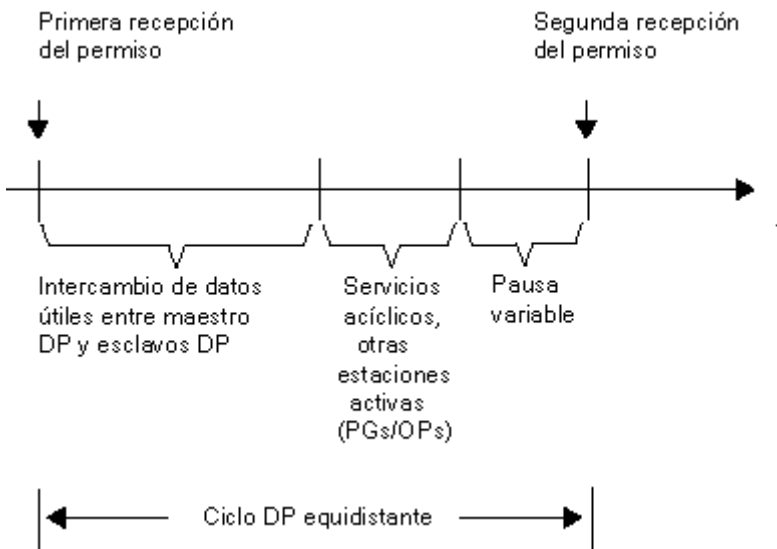 Primera recepción
del permiso
Segunda recepción
del permiso
Intercambio de datos
útiles entre maestro
DP y esclavos DP
Servicios
acíclicos,
otras
estaciones
activas
(PGs/OPs)
Pausa
variable
Ciclo DP equidistante